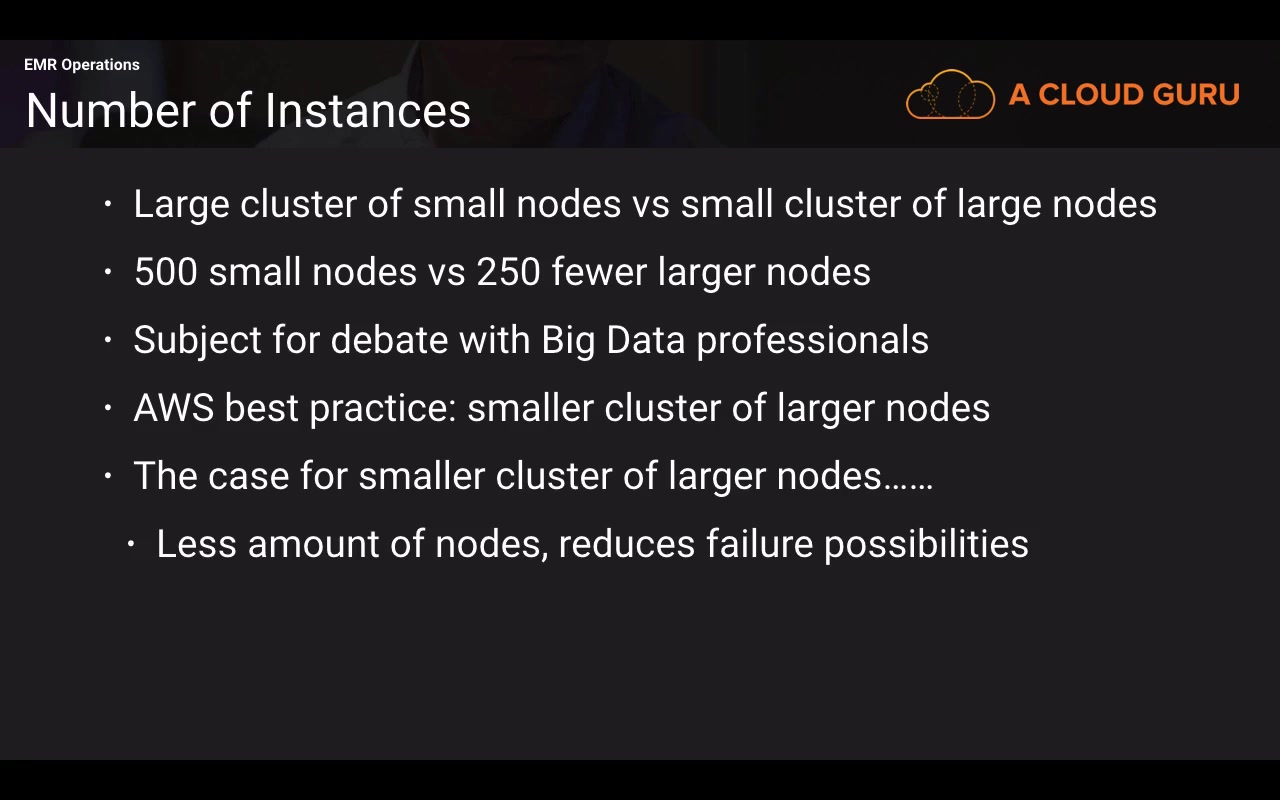 EMR Operations
Number of Instances
A CLOUD GURU
• Large cluster of small nodes vs small cluster of large nodes
• 500 small nodes vs 250 fewer larger nodes
• Subject for debate with Big Data professionals
• AWS best practice: smaller cluster of larger nodes
• The case for smaller cluster of larger nodes……
• Less amount of nodes, reduces failure possibilities